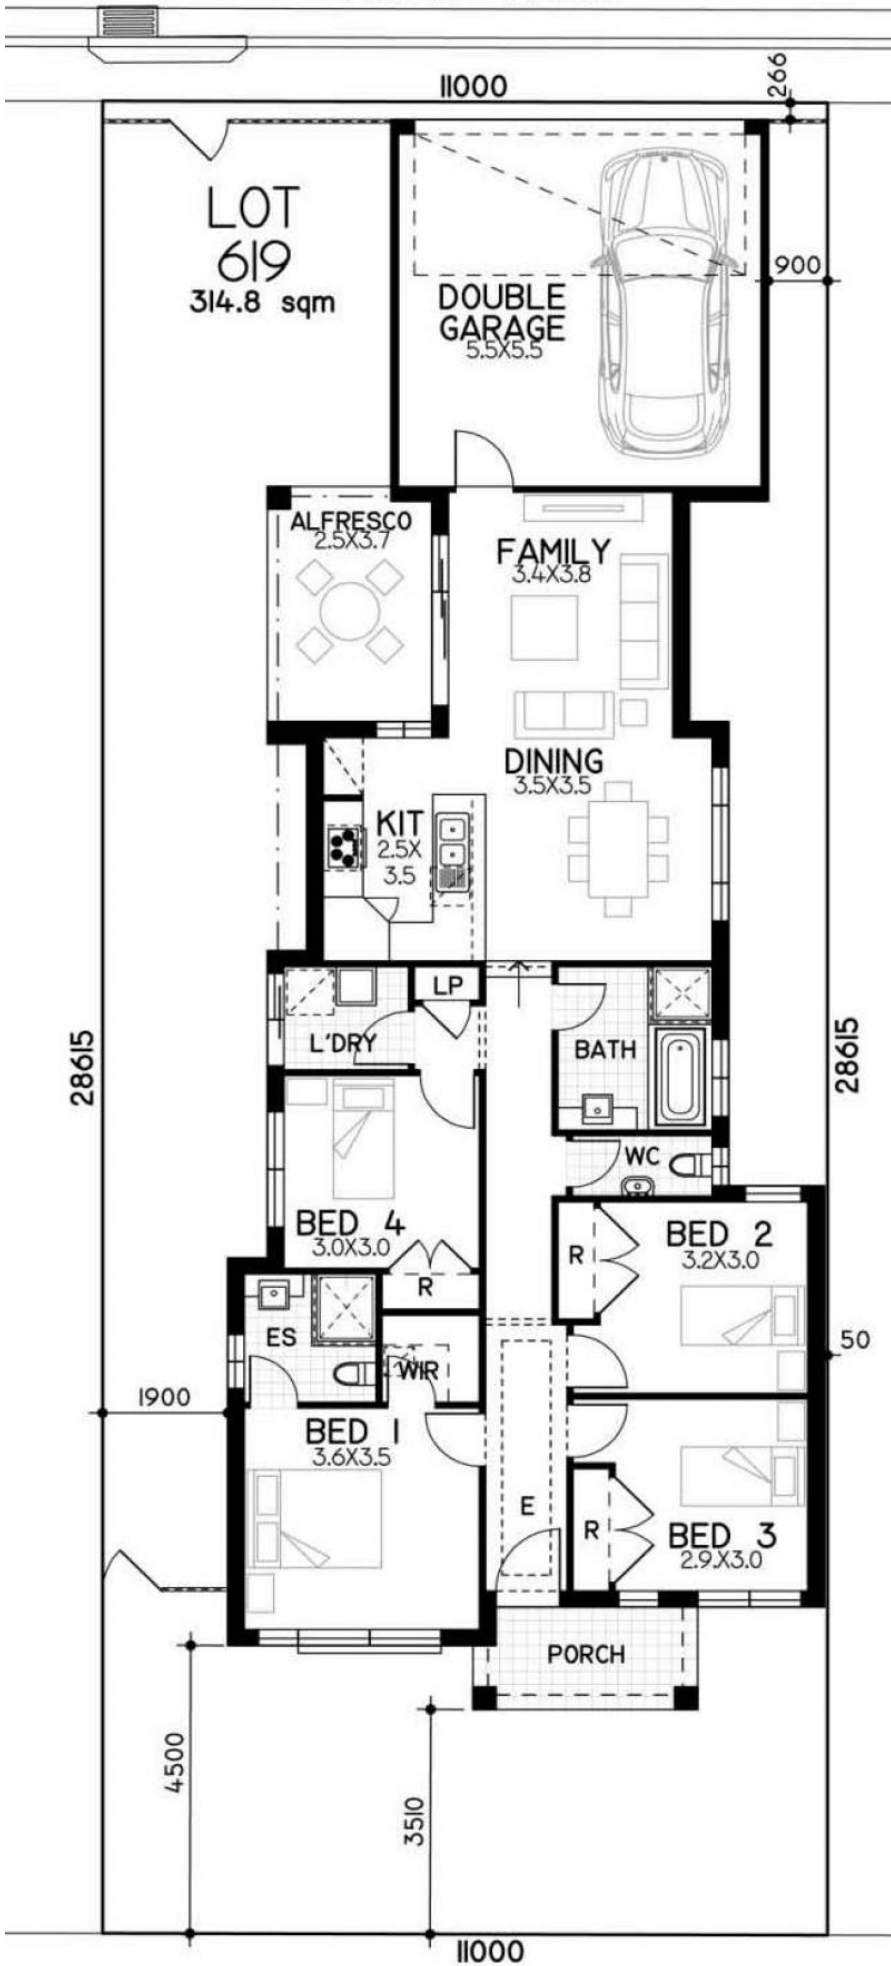 11000
266
LOT
619
314.8 sqm
900
DOUBLE
GARAGE
5.5X5.5
ALFRESCO
2.5X3.7
FAMILY
3.4X3.8
DINING
3.5X3.5
KIT
2.5X
3.5
LP
L'DRY
BATH
28615
28615
WC
BED 4
3.0X3.0
BED 2
3.2X3.0
R
R
ES
WIR
50
1900
BED 1
3.6X3.5
E
R
BED 3
2.9X3.0
PORCH
4500
3510
11000